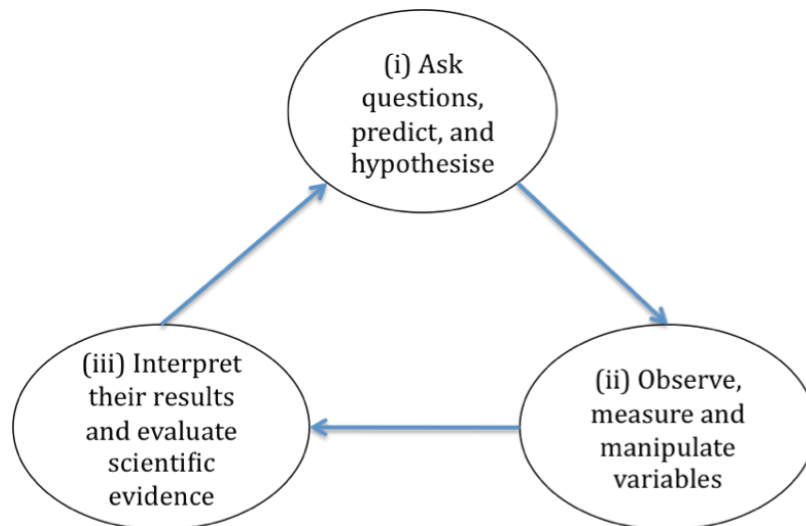 (i) Ask
questions,
predict, and
hypothesise
(ii) Observe,
measure and
manipulate
variables
(iii) Interpret
their results
and evaluate
scientific
evidence